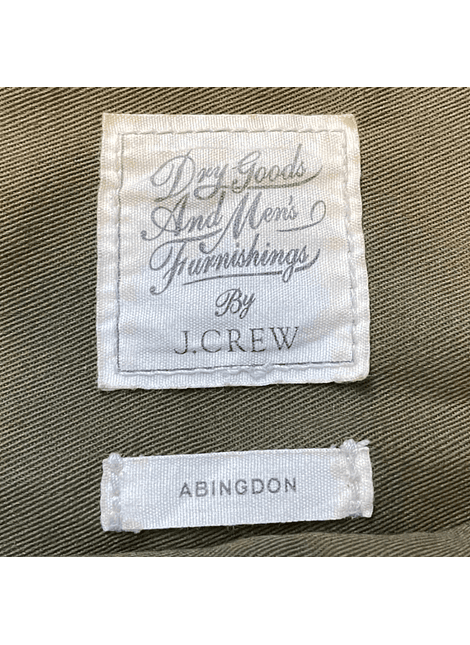 Dry Goods
And Men's
Furnishings
By
J.CREW
ABINGDON